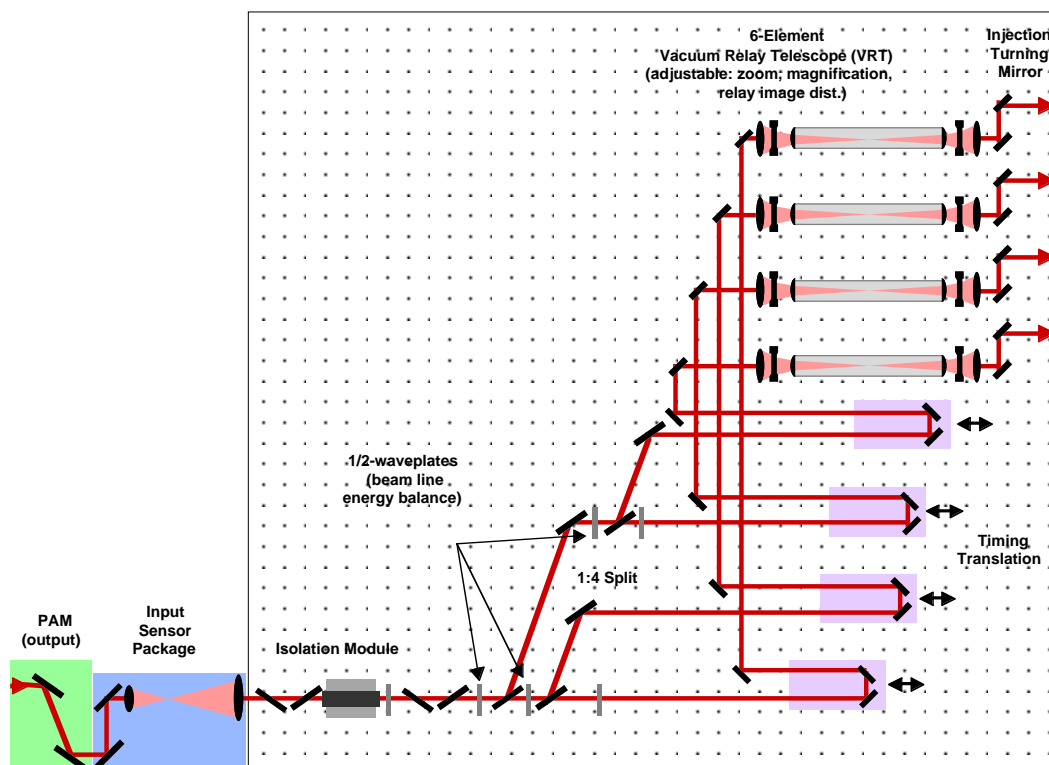 6-Element
Vacuum Relay Telescope (VRT)
(adjustable: zoom, magnification,
relay image dist.)
Injection
Turning
Mirror
1/2-waveplates
(beam line
energy balance)
Timing
Translation
1:4 Split
PAM
(output)
Input
Sensor
Package
Isolation Module